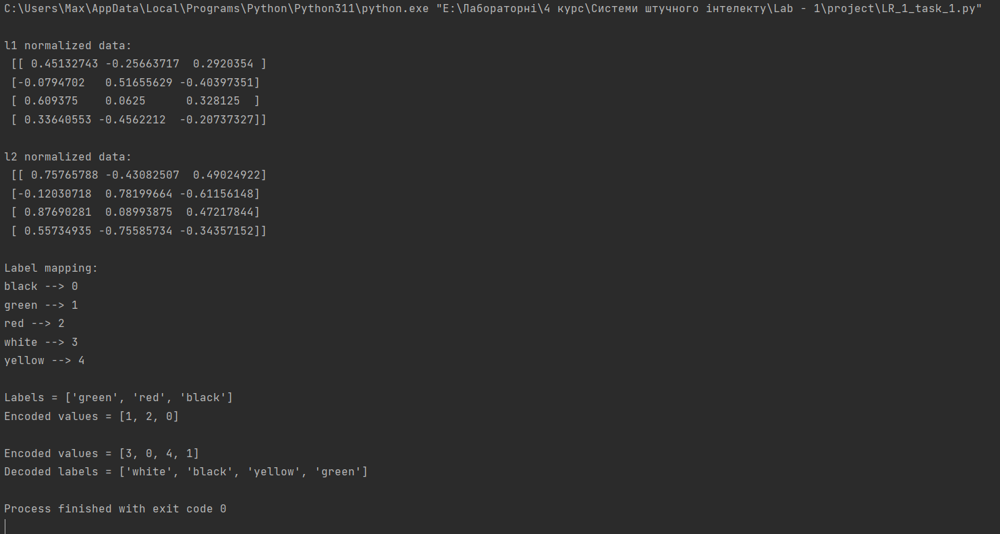 C:\Users\Max\AppData\Local\Programs\Python\Python311\python.exe "E:\Лабораторні\4 курс\Системи штучного інтелекту\Lab - 1\project\LR_1_task_1.py"
l1 normalized data:
 [[ 0.45132743 -0.25663717  0.2920354 ]
 [-0.0794702   0.51655629 -0.40397351]
 [ 0.609375    0.0625      0.328125  ]
 [ 0.33640553 -0.4562212  -0.20737327]]
l2 normalized data:
 [[ 0.75765788 -0.43082507  0.49024922]
 [-0.12030718  0.78199664 -0.61156148]
 [ 0.87690281  0.08993875  0.47217844]
 [ 0.55734935 -0.75585734 -0.34357152]]
Label mapping:
black --> 0
green --> 1
red --> 2
white --> 3
yellow --> 4
Labels = ['green', 'red', 'black']
Encoded values = [1, 2, 0]
Encoded values = [3, 0, 4, 1]
Decoded labels = ['white', 'black', 'yellow', 'green']
Process finished with exit code 0